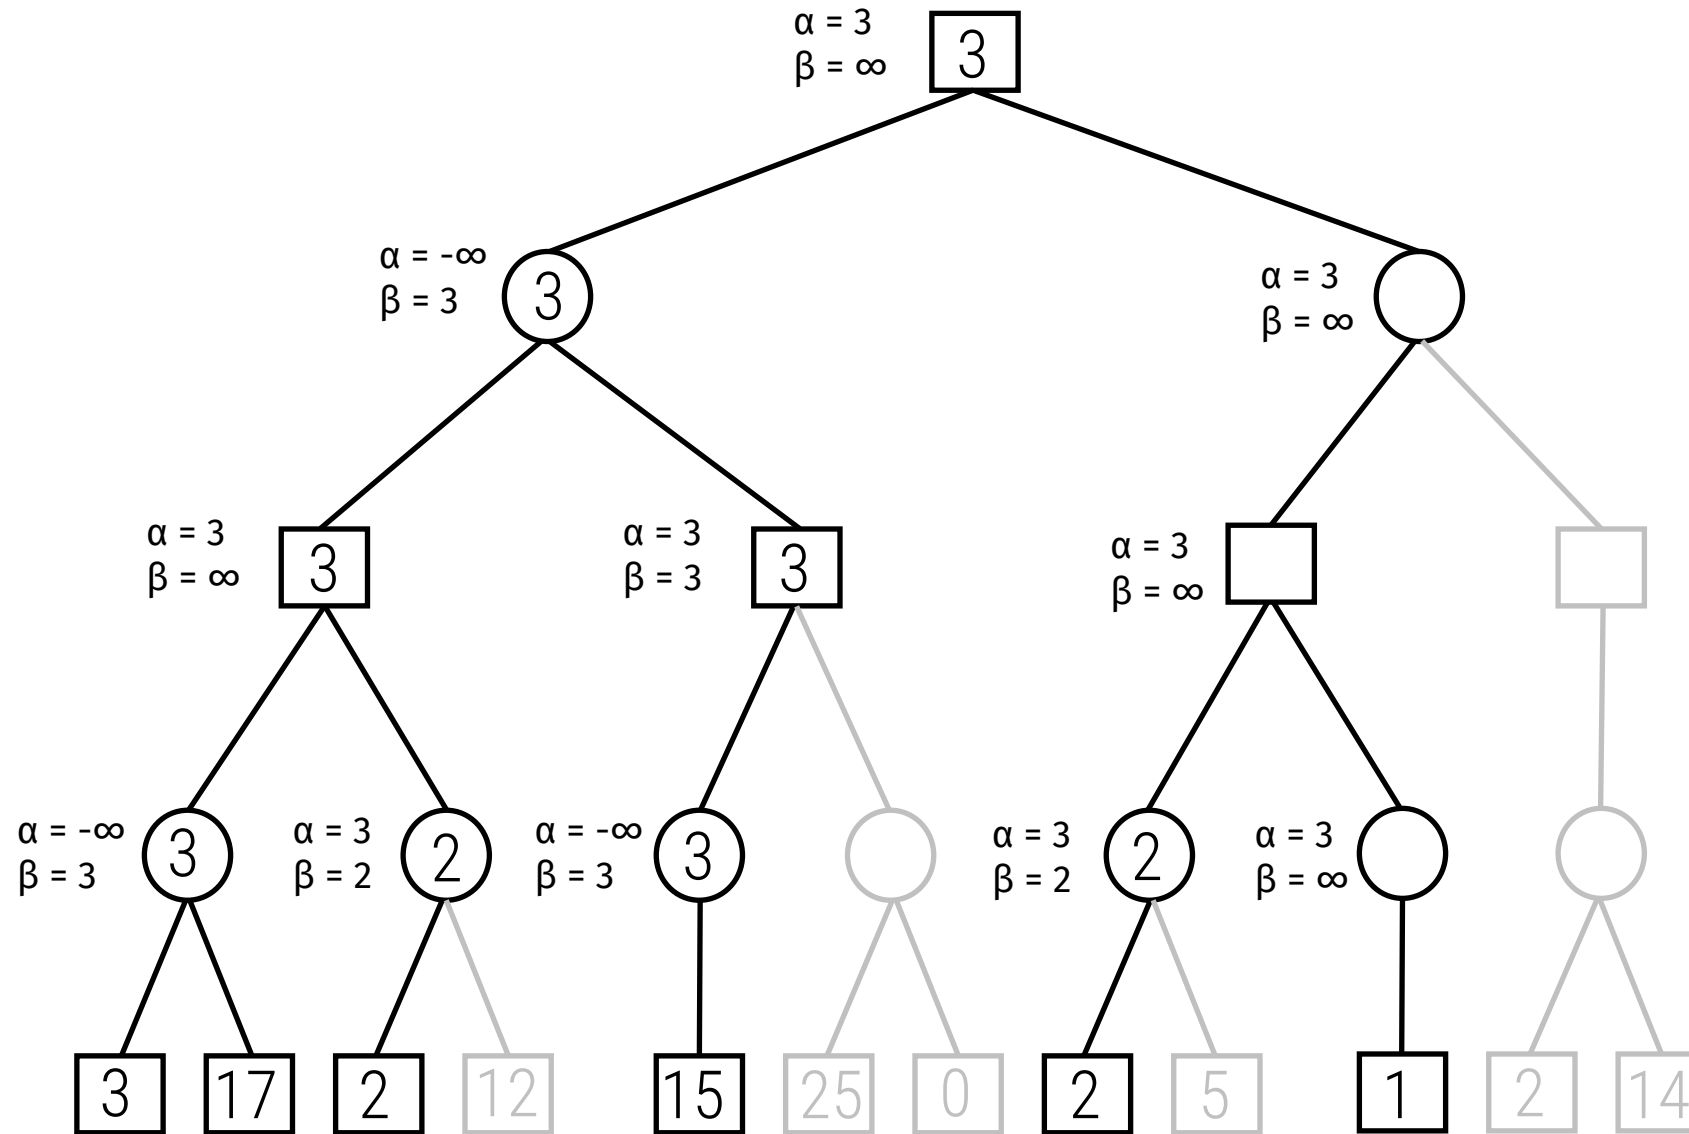 α = 3
β = ∞
3
α = -∞
β = 3
3
α = 3
β = ∞
α = 3
β = ∞
3
α = 3
β = 3
3
α = 3
β = ∞
α = -∞
β = 3
3
α = 3
β = 2
2
α = -∞
β = 3
3
α = 3
β = 2
2
α = 3
β = ∞
3
17
2
12
15
25
0
2
5
1
2
14